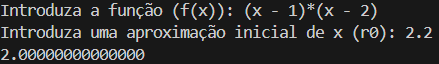 Introduza a função (f(x)): (x - 1)*(x - 2)
Introduza uma aproximação inicial de x (r0): 2.2
2.00000000000000